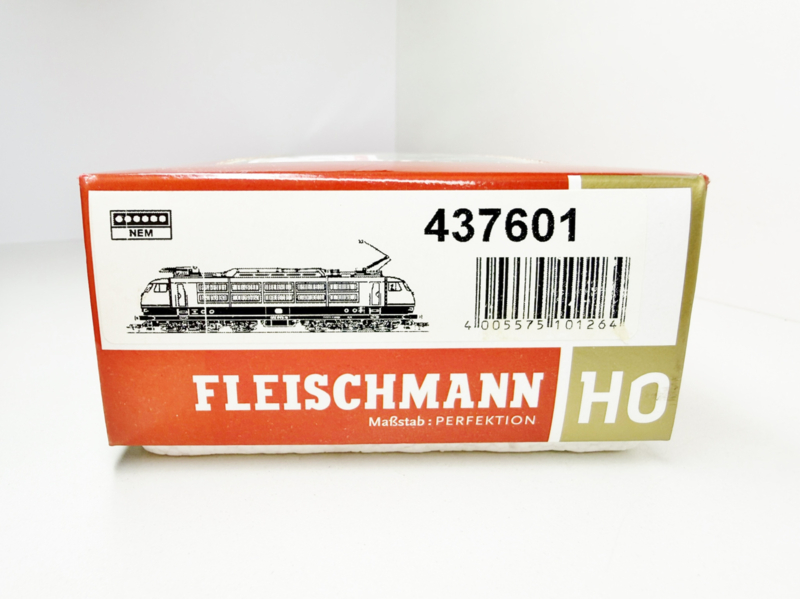 NEM
437601
4 005575 101264
FLEISCHMANN
Maßstab : PERFEKTION
HO